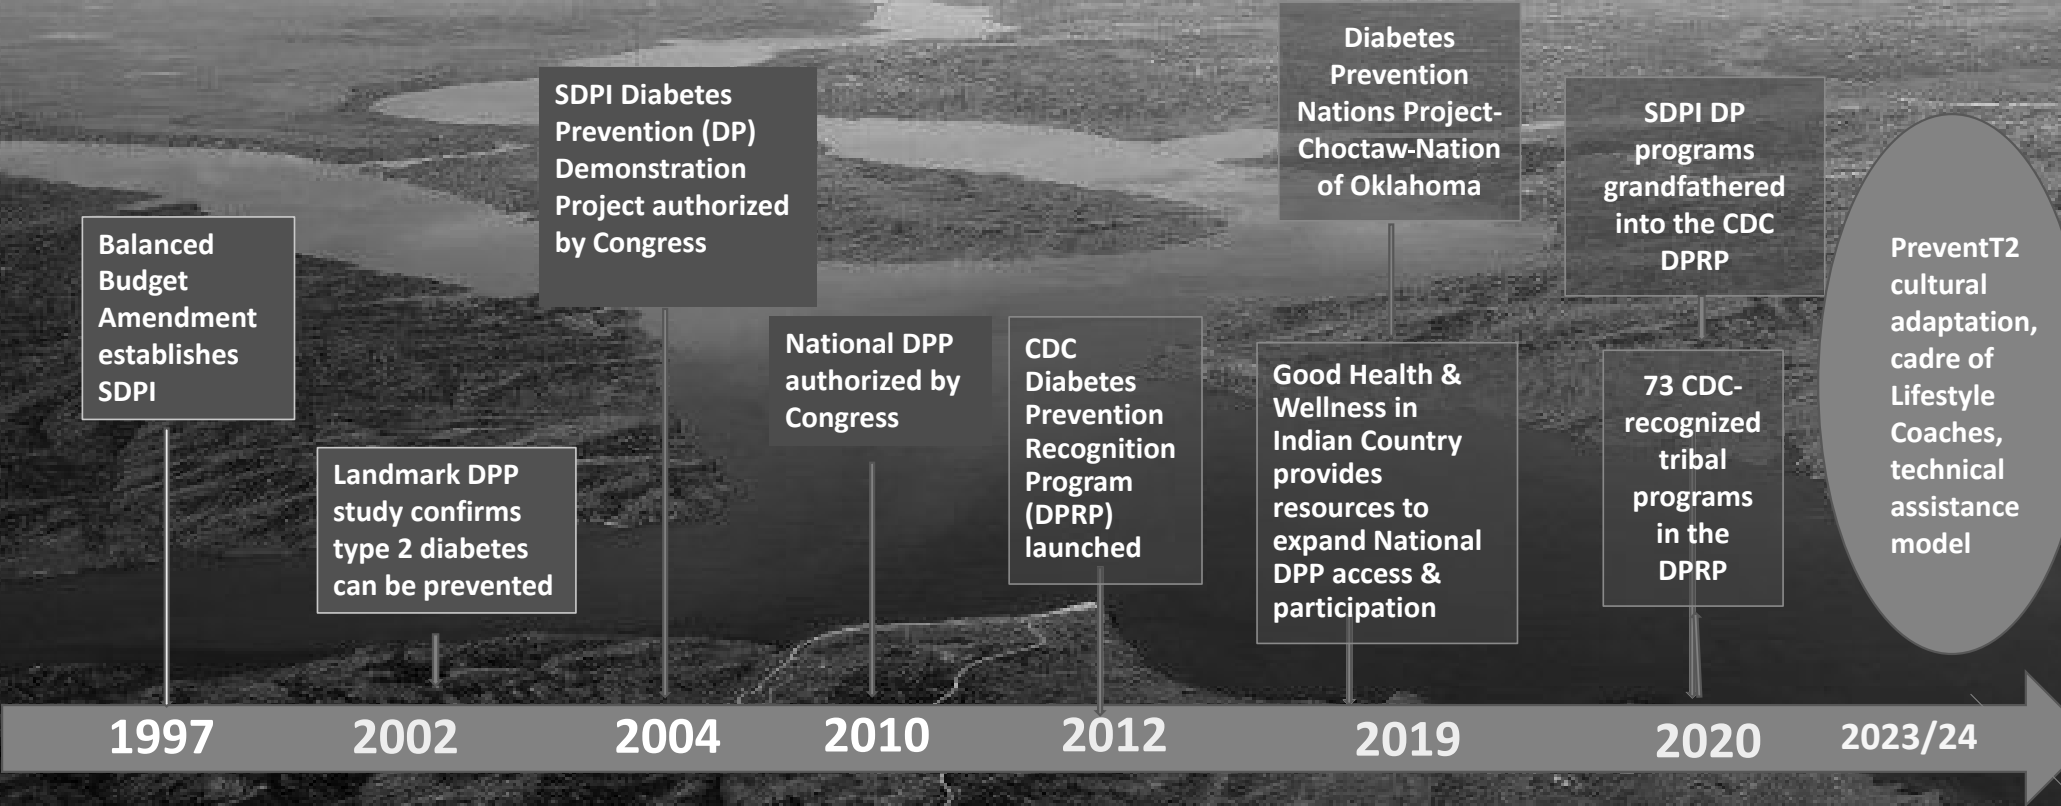 Balanced
Budget
Amendment
establishes
SDPI
Landmark DPP
study confirms
type 2 diabetes
can be prevented
SDPI Diabetes
Prevention (DP)
Demonstration
Project authorized
by Congress
National DPP
authorized by
Congress
CDC
Diabetes
Prevention
Recognition
Program
(DPRP)
launched
Diabetes
Prevention
Nations Project-
Choctaw-Nation
of Oklahoma
Good Health &
Wellness in
Indian Country
provides
resources to
expand National
DPP access &
participation
SDPI DP
programs
grandfathered
into the CDC
DPRP
73 CDC-
recognized
tribal
programs
in the
DPRP
PreventT2
cultural
adaptation,
cadre of
Lifestyle
Coaches,
technical
assistance
model
1997 2002 2004 2010 2012 2019 2020 2023/24